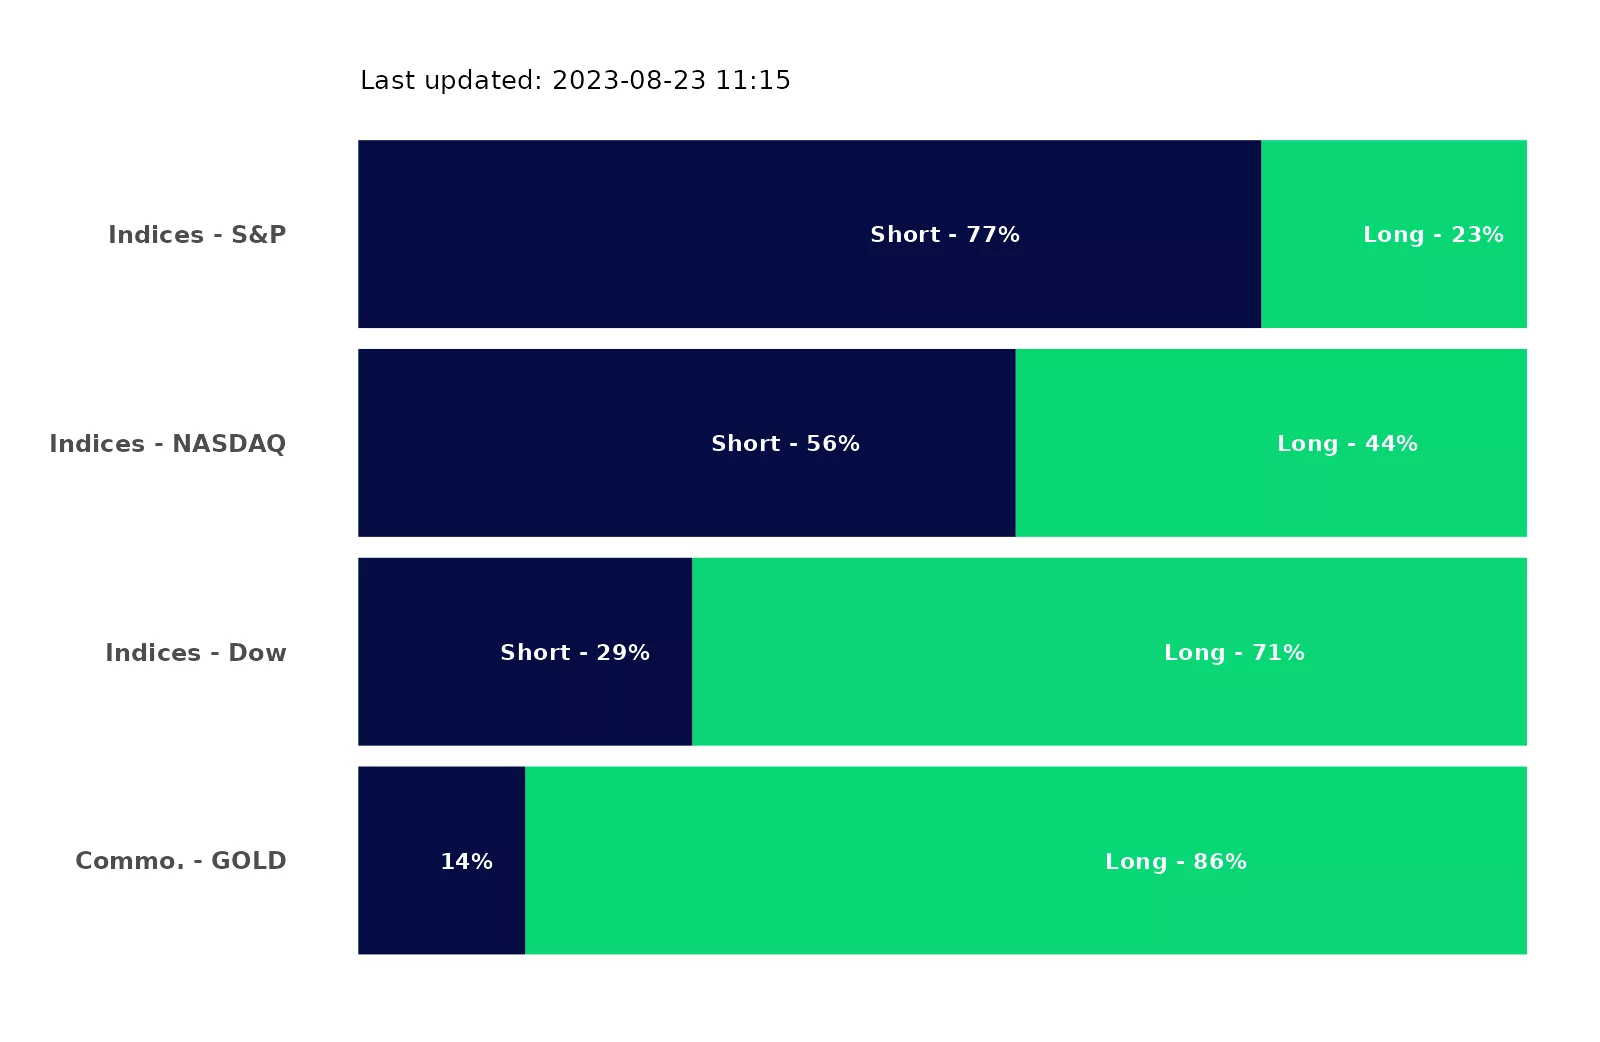 Last updated: 2023-08-23 11:15
Indices - S&P Short - 77% Long - 23%
Indices - NASDAQ Short - 56% Long - 44%
Indices - Dow Short - 29% Long - 71%
Commo. - GOLD 14% Long - 86%